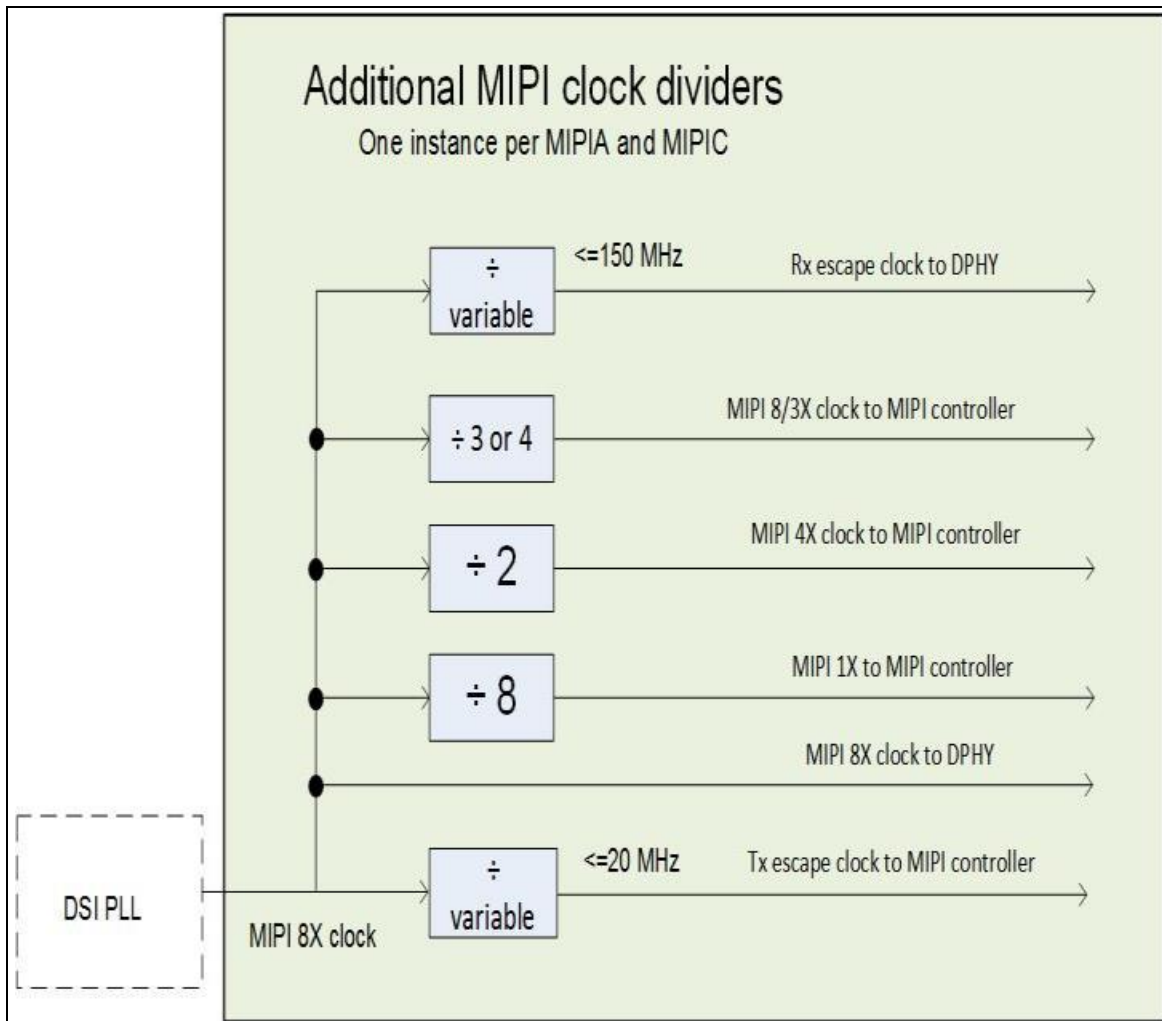 Additional MIPI clock dividers
One instance per MIPIA and MIPIC
÷
variable
<=150 MHz
Rx escape clock to DPHY
÷ 3 or 4
MIPI 8/3X clock to MIPI controller
÷ 2
MIPI 4X clock to MIPI controller
÷ 8
MIPI 1X to MIPI controller
MIPI 8X clock to DPHY
DSI PLL
MIPI 8X clock
÷
variable
<=20 MHz
Tx escape clock to MIPI controller